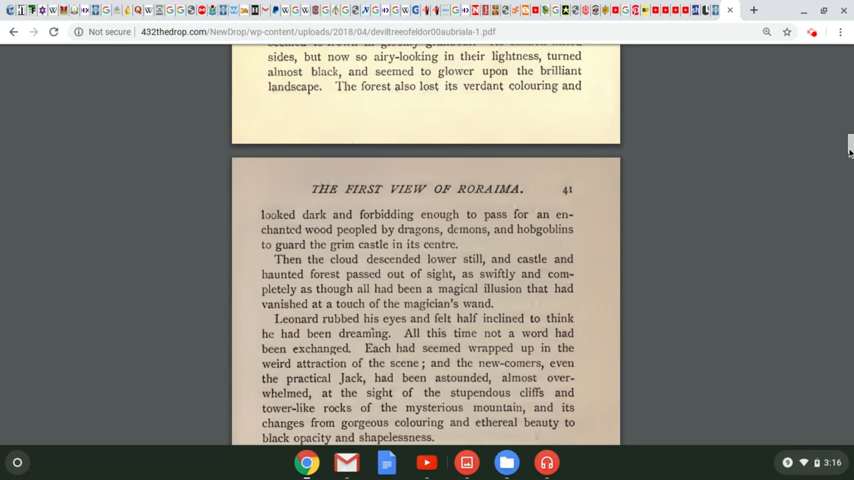 Not secure | 432thedrop.com/NewDrop/wp-content/uploads/2018/04/deviltreeofeldor00aubriala-1.pdf
sides, but now so airy-looking in their lightness, turned
almost black, and seemed to glower upon the brilliant
landscape. The forest also lost its verdant colouring and
THE FIRST VIEW OF RORAIMA. 41
looked dark and forbidding enough to pass for an en-
chanted wood peopled by dragons, demons, and hobgoblins
to guard the grim castle in its centre.
Then the cloud descended lower still, and castle and
haunted forest passed out of sight, as swiftly and com-
pletely as though all had been a magical illusion that had
vanished at a touch of the magician's wand.
Leonard rubbed his eyes and felt half inclined to think
he had been dreaming. All this time not a word had
been exchanged. Each had seemed wrapped up in the
weird attraction of the scene; and the new-comers, even
the practical Jack, had been astounded, almost over-
whelmed, at the sight of the stupendous cliffs and
tower-like rocks of the mysterious mountain, and its
changes from gorgeous colouring and ethereal beauty to
black opacity and shapelessness.
9 3:16